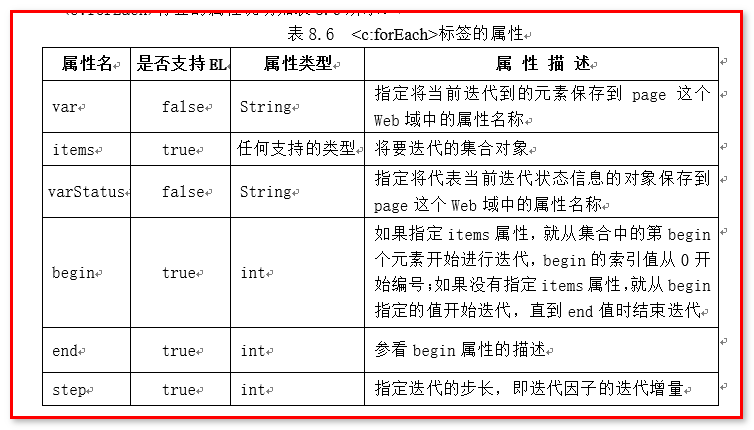 表 8.6 <c:forEach>标签的属性
属性名 是否支持 EL 属性类型 属 性 描 述
var false String 指定将当前迭代到的元素保存到 page 这个
Web 域中的属性名称
items true 任何支持的类型 将要迭代的集合对象
varStatus false String 指定将代表当前迭代状态信息的对象保存到
page 这个 Web 域中的属性名称
begin true int 如果指定 items 属性，就从集合中的第 begin
个元素开始进行迭代，begin 的索引值从 0 开
始编号；如果没有指定 items 属性，就从 begin
指定的值开始迭代，直到 end 值时结束迭代
end true int 参看 begin 属性的描述
step true int 指定迭代的步长，即迭代因子的迭代增量